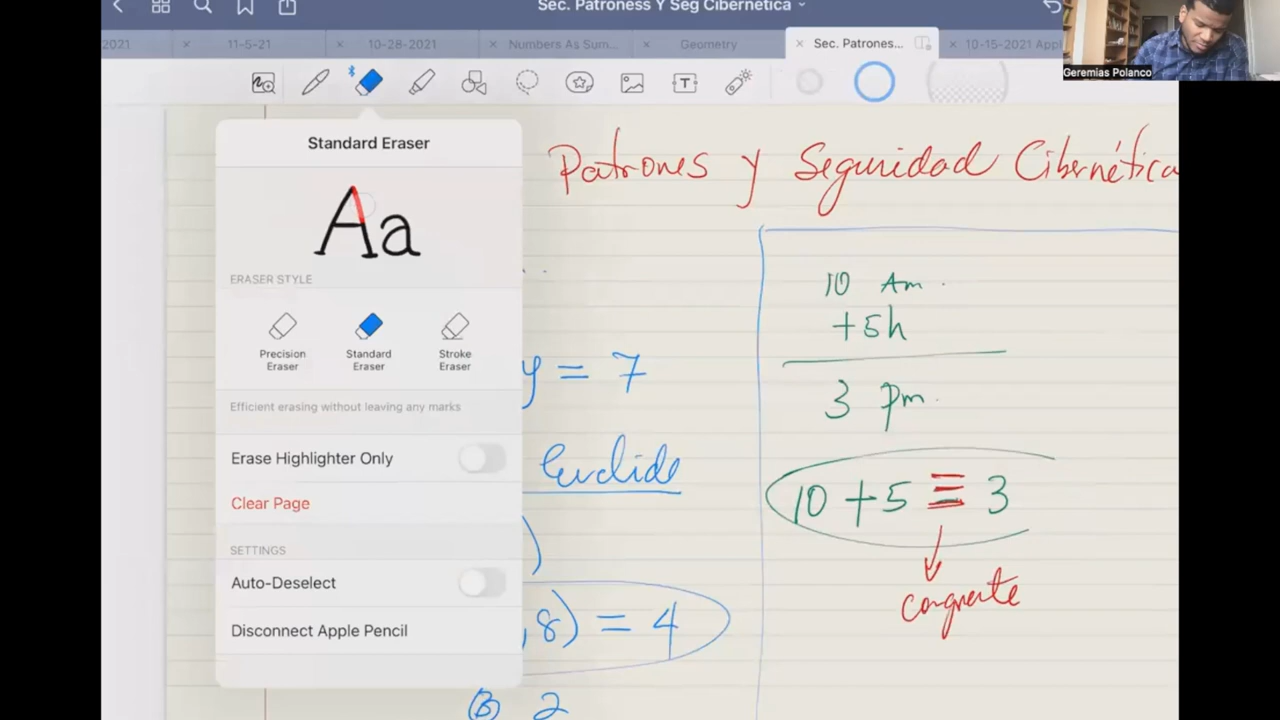 Sec. Patroness Y Seg Cibernetica
2021
11-5-21
10-28-2021
Numbers As Sum...
Geometry
Sec. Patrones...
10-15-2021 Appl
Geremias Polanco
Standard Eraser
Aa
ERASER STYLE
Precision Eraser
Standard Eraser
Stroke Eraser
Efficient erasing without leaving any marks
Erase Highlighter Only
Clear Page
SETTINGS
Auto-Deselect
Disconnect Apple Pencil
Patrones y Seguridad Cibernética
y = 7
Euclide
)
,8) = 4
(B) 2
10 Am.
+5h
3 pm.
10 + 5 ≡ 3
congruente